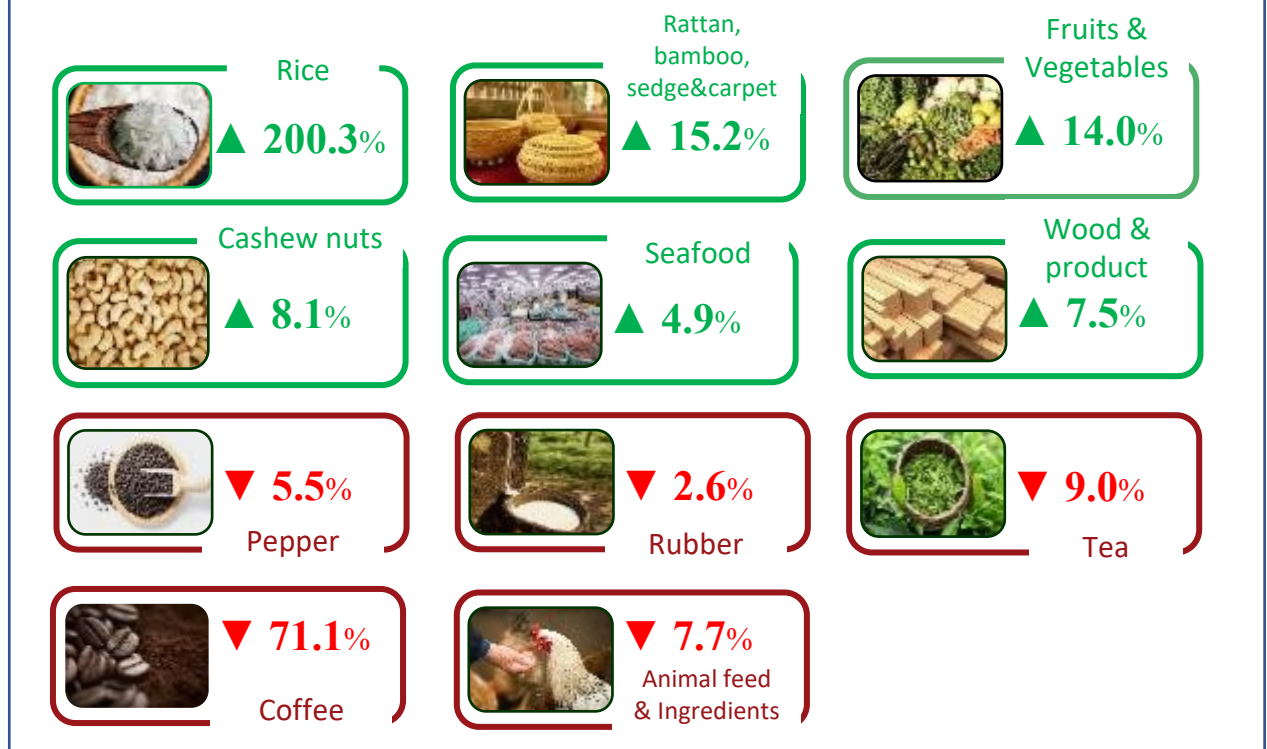 Rice
▲ 200.3%
Rattan,
bamboo,
sedge&carpet
▲ 15.2%
Fruits &
Vegetables
▲ 14.0%
Cashew nuts
▲ 8.1%
Seafood
▲ 4.9%
Wood &
product
▲ 7.5%
▼ 5.5%
Pepper
▼ 2.6%
Rubber
▼ 9.0%
Tea
▼ 71.1%
Coffee
▼ 7.7%
Animal feed
& Ingredients